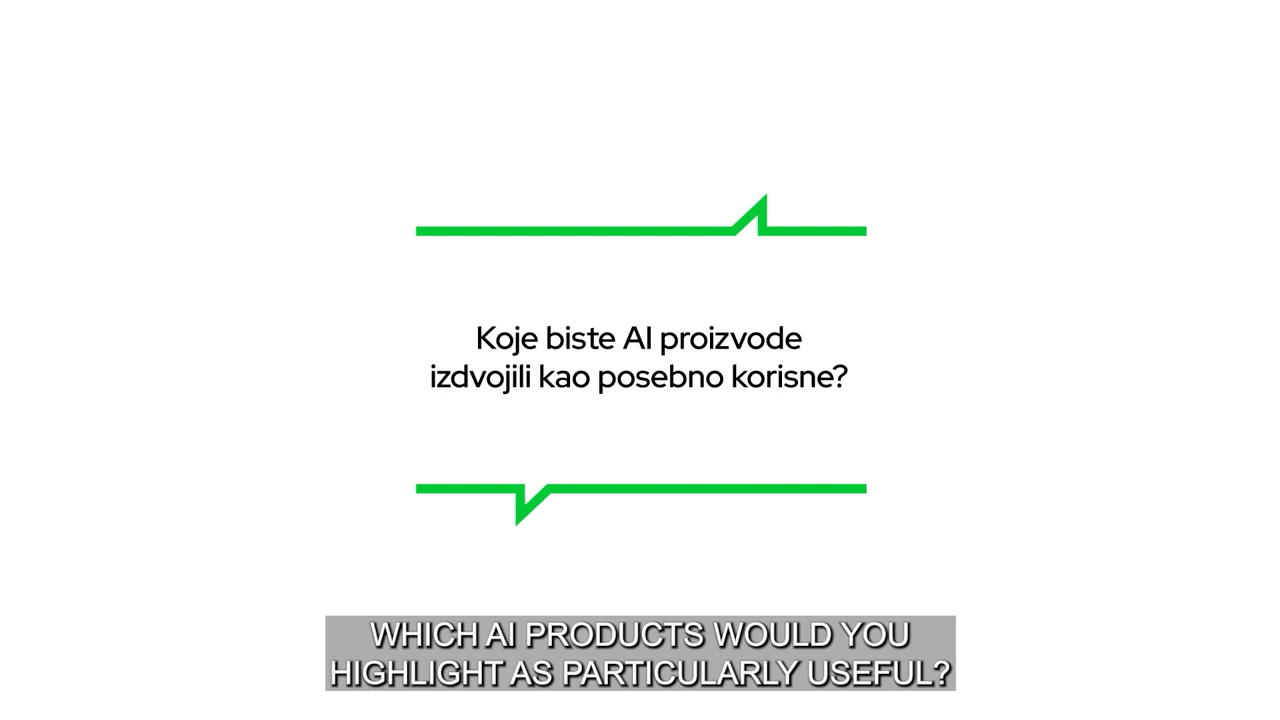 Koje biste AI proizvode
izdvojili kao posebno korisne?
WHICH AI PRODUCTS WOULD YOU
HIGHLIGHT AS PARTICULARLY USEFUL?